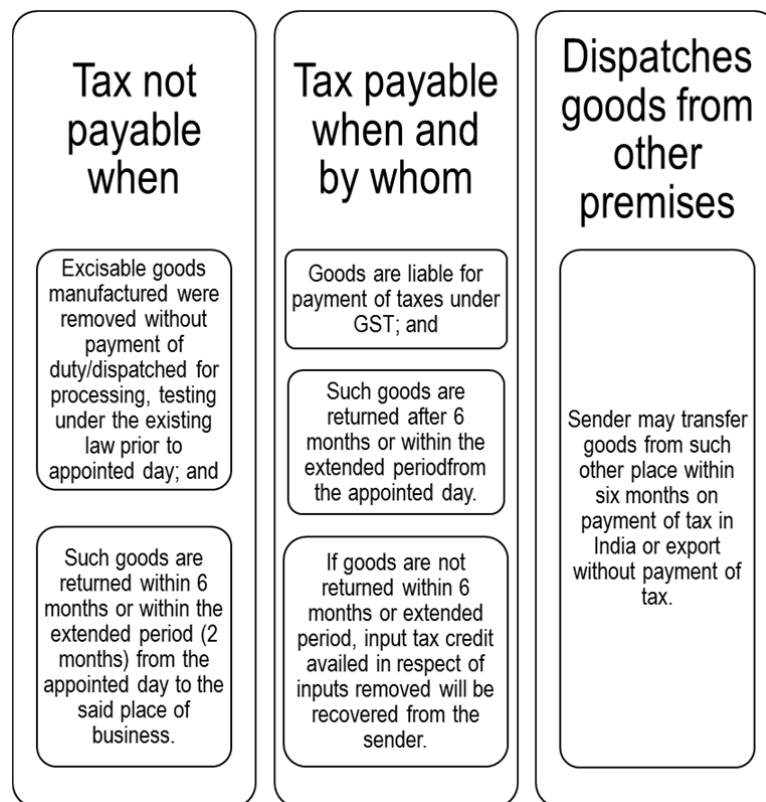 Tax not
payable
when
Excisable goods
manufactured were
removed without
payment of
duty/dispatched for
processing, testing
under the existing
law prior to
appointed day; and
Such goods are
returned within 6
months or within the
extended period (2
months) from the
appointed day to the
said place of
business.
Tax payable
when and
by whom
Goods are liable for
payment of taxes under
GST; and
Such goods are
returned after 6
months or within the
extended periodfrom
the appointed day.
If goods are not
returned within 6
months or extended
period, input tax credit
availed in respect of
inputs removed will be
recovered from the
sender.
Dispatches
goods from
other
premises
Sender may transfer
goods from such
other place within
six months on
payment of tax in
India or export
without payment of
tax.